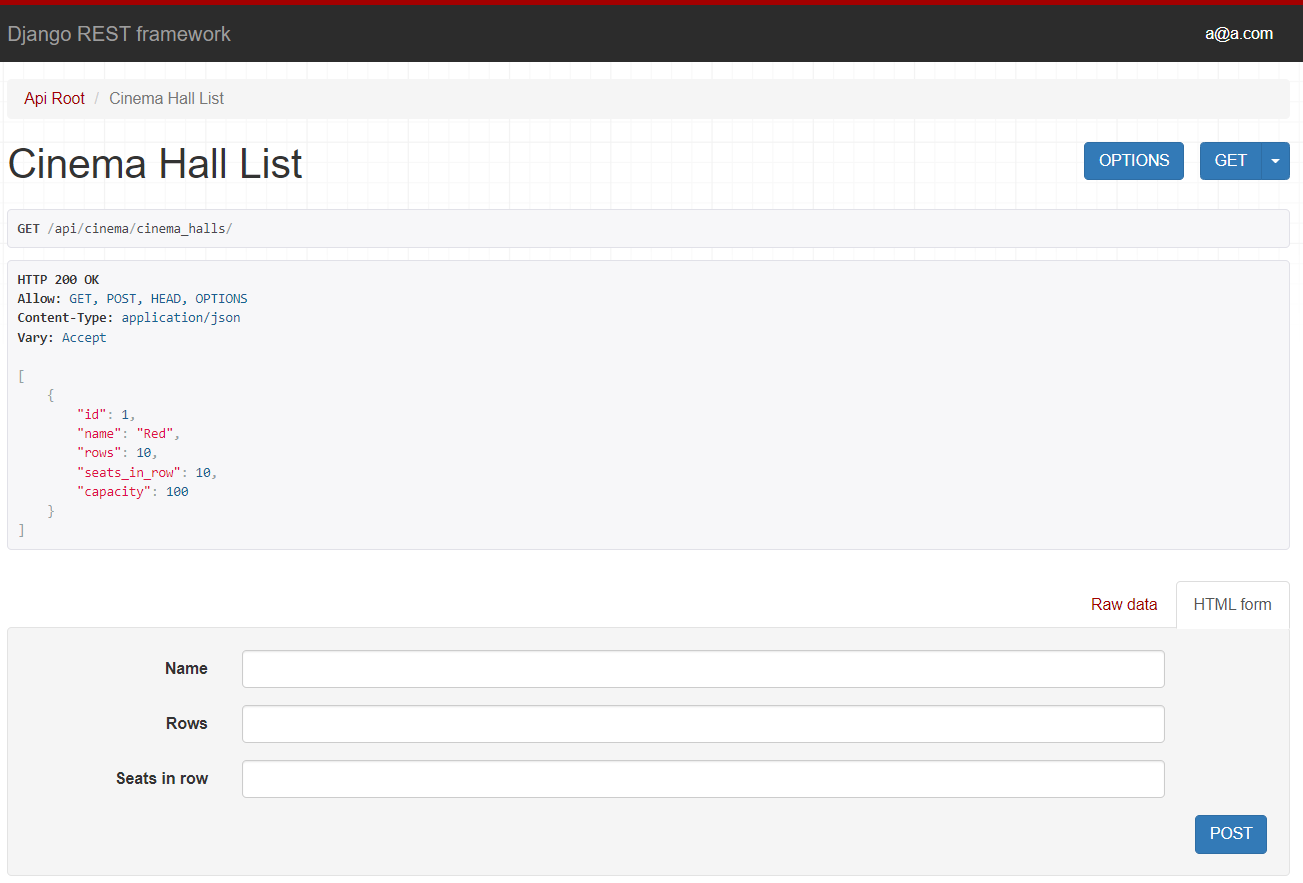 Django REST framework
a@a.com
Api Root / Cinema Hall List
Cinema Hall List
OPTIONS
GET
GET /api/cinema/cinema_halls/
HTTP 200 OK
Allow: GET, POST, HEAD, OPTIONS
Content-Type: application/json
Vary: Accept
[
    {
        "id": 1,
        "name": "Red",
        "rows": 10,
        "seats_in_row": 10,
        "capacity": 100
    }
]
Raw data
HTML form
Name
Rows
Seats in row
POST